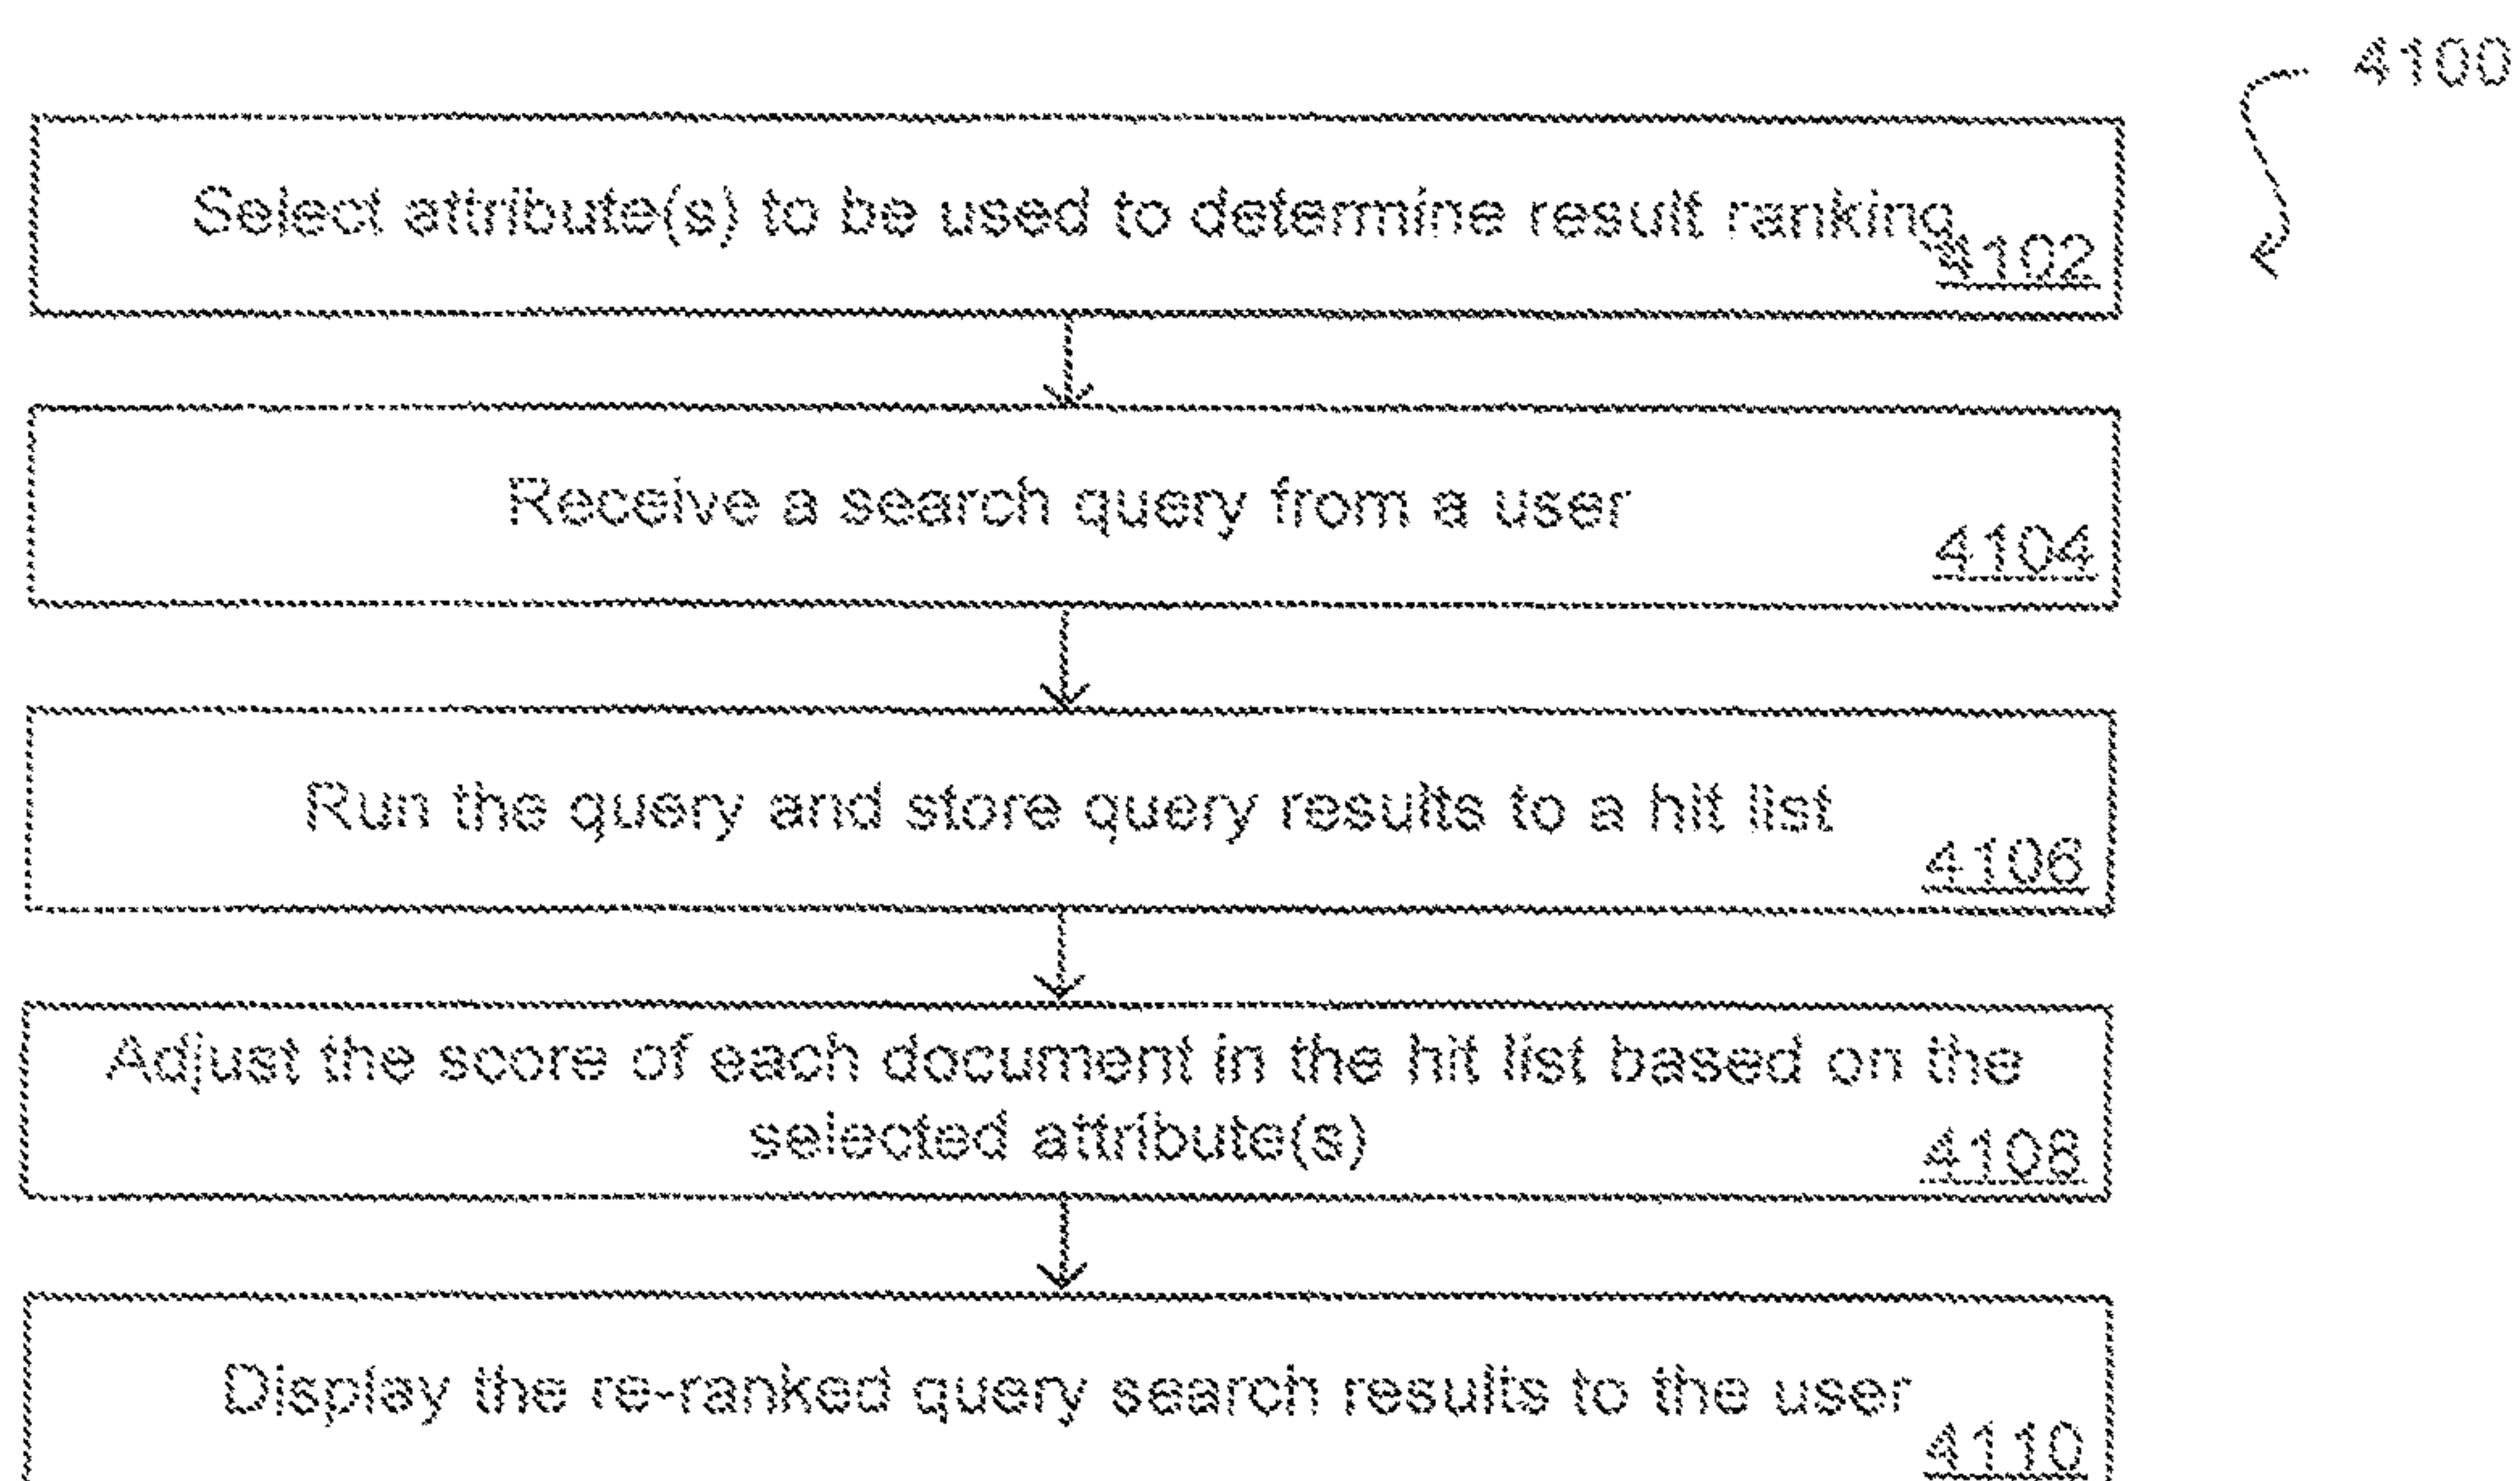 4100
Select attribute(s) to be used to determine result ranking
4102
Receive a search query from a user
4104
Run the query and store query results to a hit list
4106
Adjust the score of each document in the hit list based on the
selected attribute(s)
4108
Display the re-ranked query search results to the user
4110